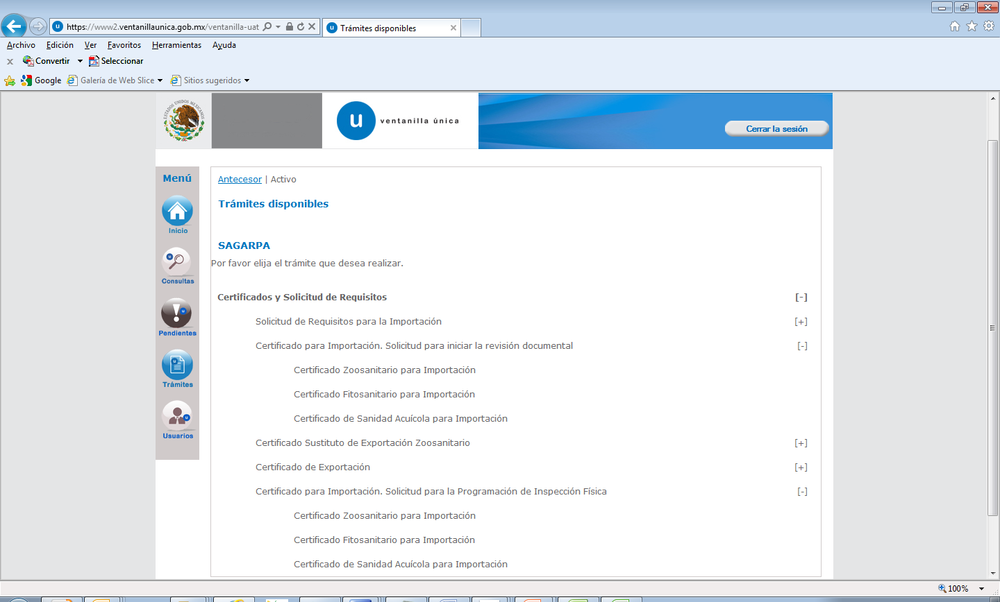 https://www2.ventanillaunica.gob.mx/ventanilla-uat
Trámites disponibles
Archivo Edición Ver Favoritos Herramientas Ayuda
x Convertir Seleccionar
Google Galería de Web Slice Sitios sugeridos
ESTADOS UNIDOS MEXICANOS
u ventanilla única
Cerrar la sesión
Menú
Inicio
Consultas
Pendientes
Trámites
Usuarios
Antecesor | Activo
Trámites disponibles
SAGARPA
Por favor elija el trámite que desea realizar.
Certificados y Solicitud de Requisitos [-]
Solicitud de Requisitos para la Importación [+]
Certificado para Importación. Solicitud para iniciar la revisión documental [-]
Certificado Zoosanitario para Importación
Certificado Fitosanitario para Importación
Certificado de Sanidad Acuícola para Importación
Certificado Sustituto de Exportación Zoosanitario [+]
Certificado de Exportación [+]
Certificado para Importación. Solicitud para la Programación de Inspección Física [-]
Certificado Zoosanitario para Importación
Certificado Fitosanitario para Importación
Certificado de Sanidad Acuícola para Importación
100%